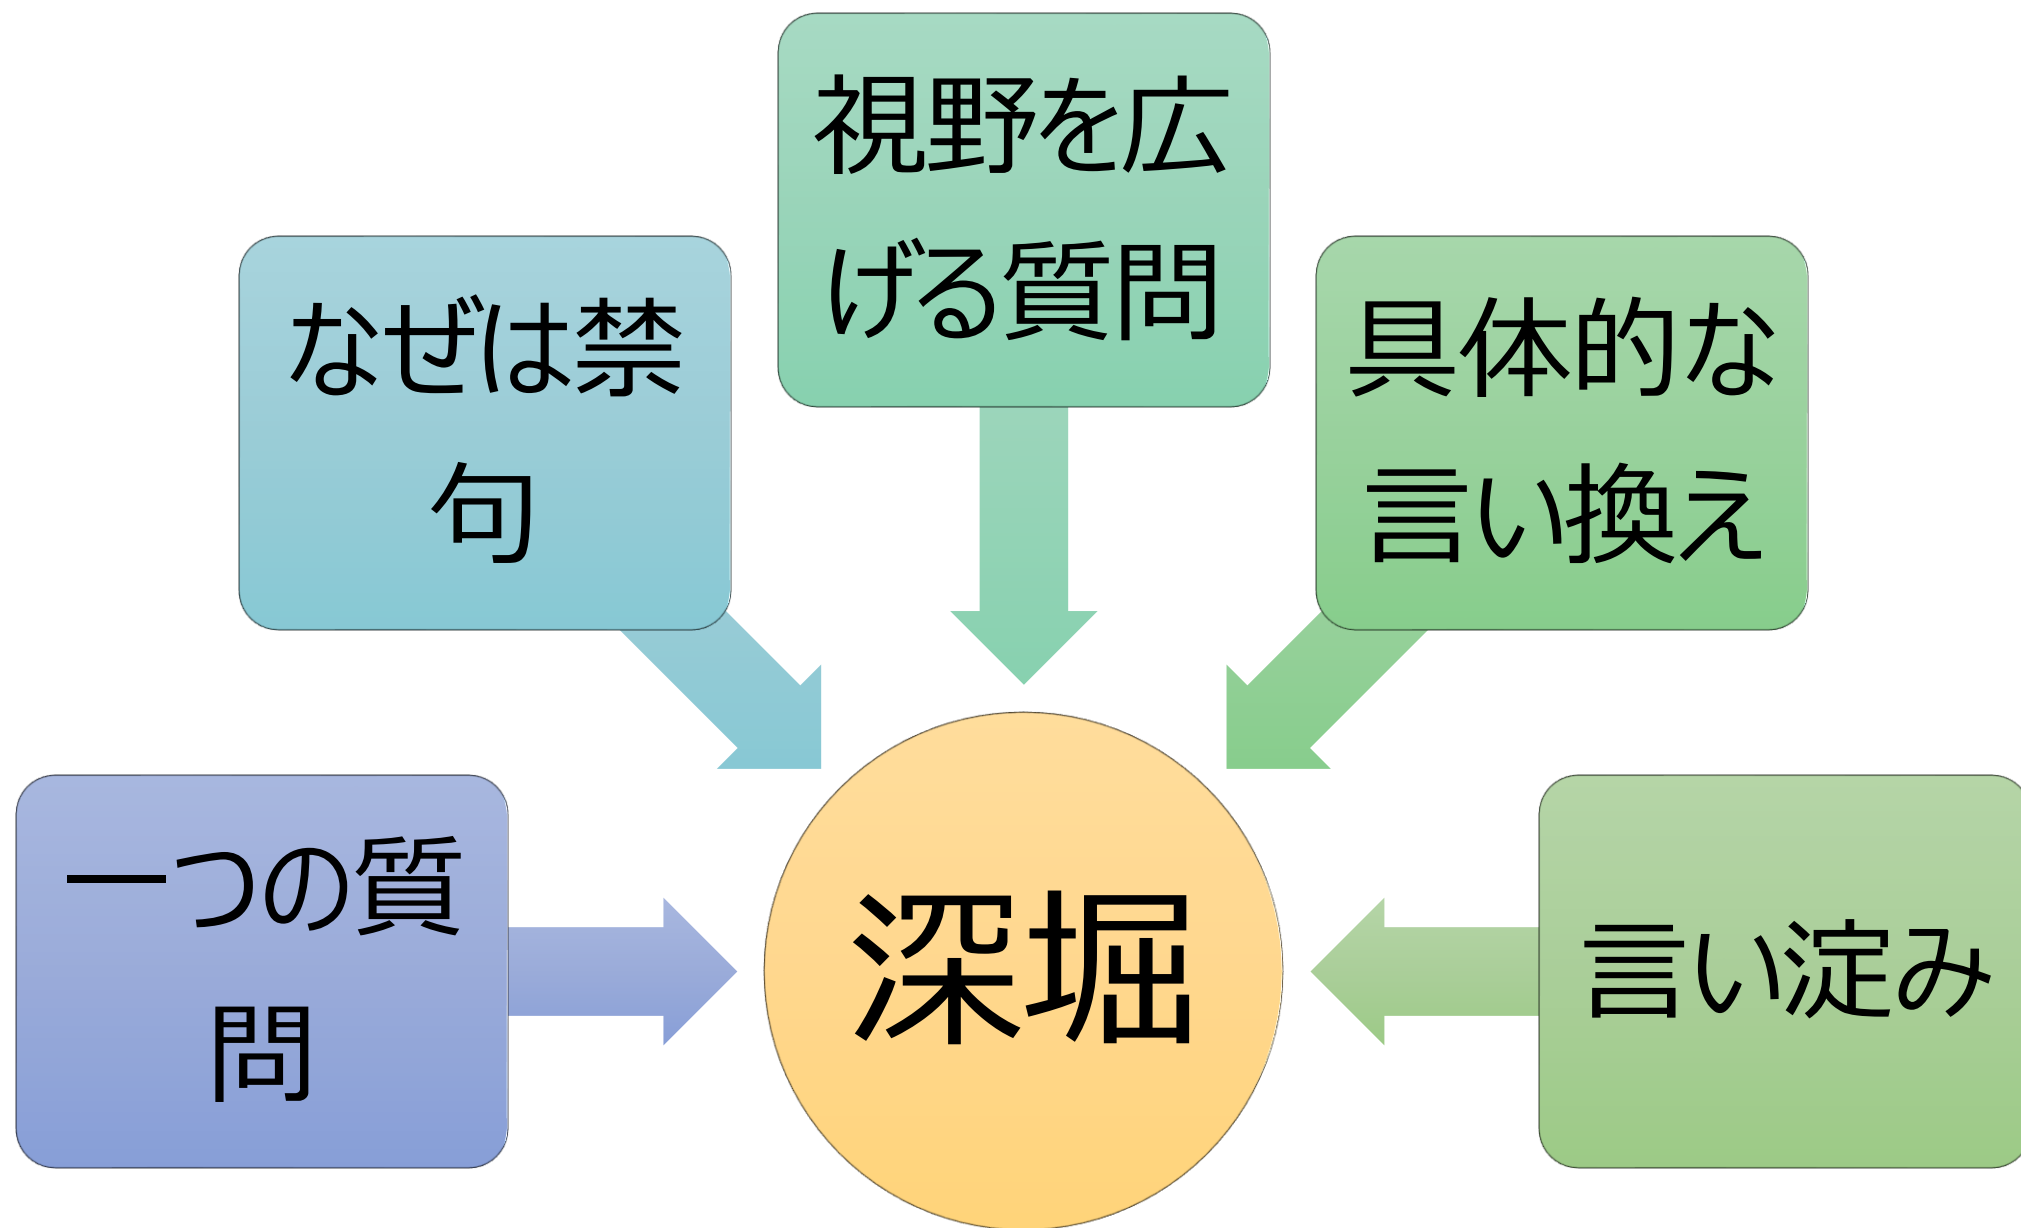 視野を広
げる質問
なぜは禁
句
具体的な
言い換え
一つの質
問
深堀
言い淀み